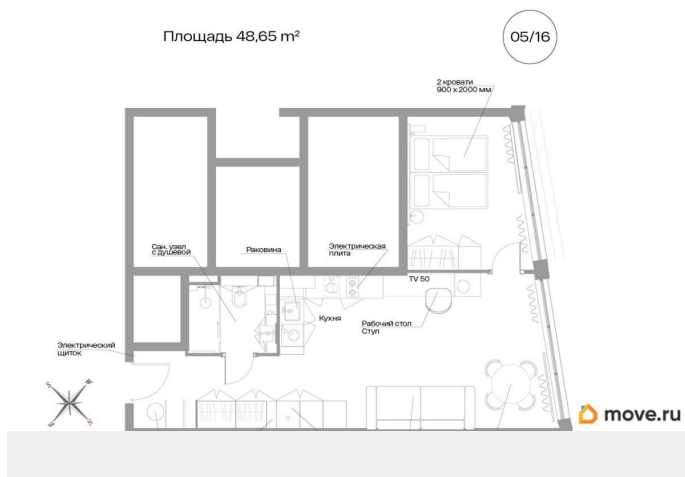 Площадь 48,65 m²
05/16
2 кровати
900 x 2000 мм
Сан. узел
с душевой
Раковина
Электрическая
плита
TV 50
Кухня
Рабочий стол
Стул
Электрический
щиток
move.ru